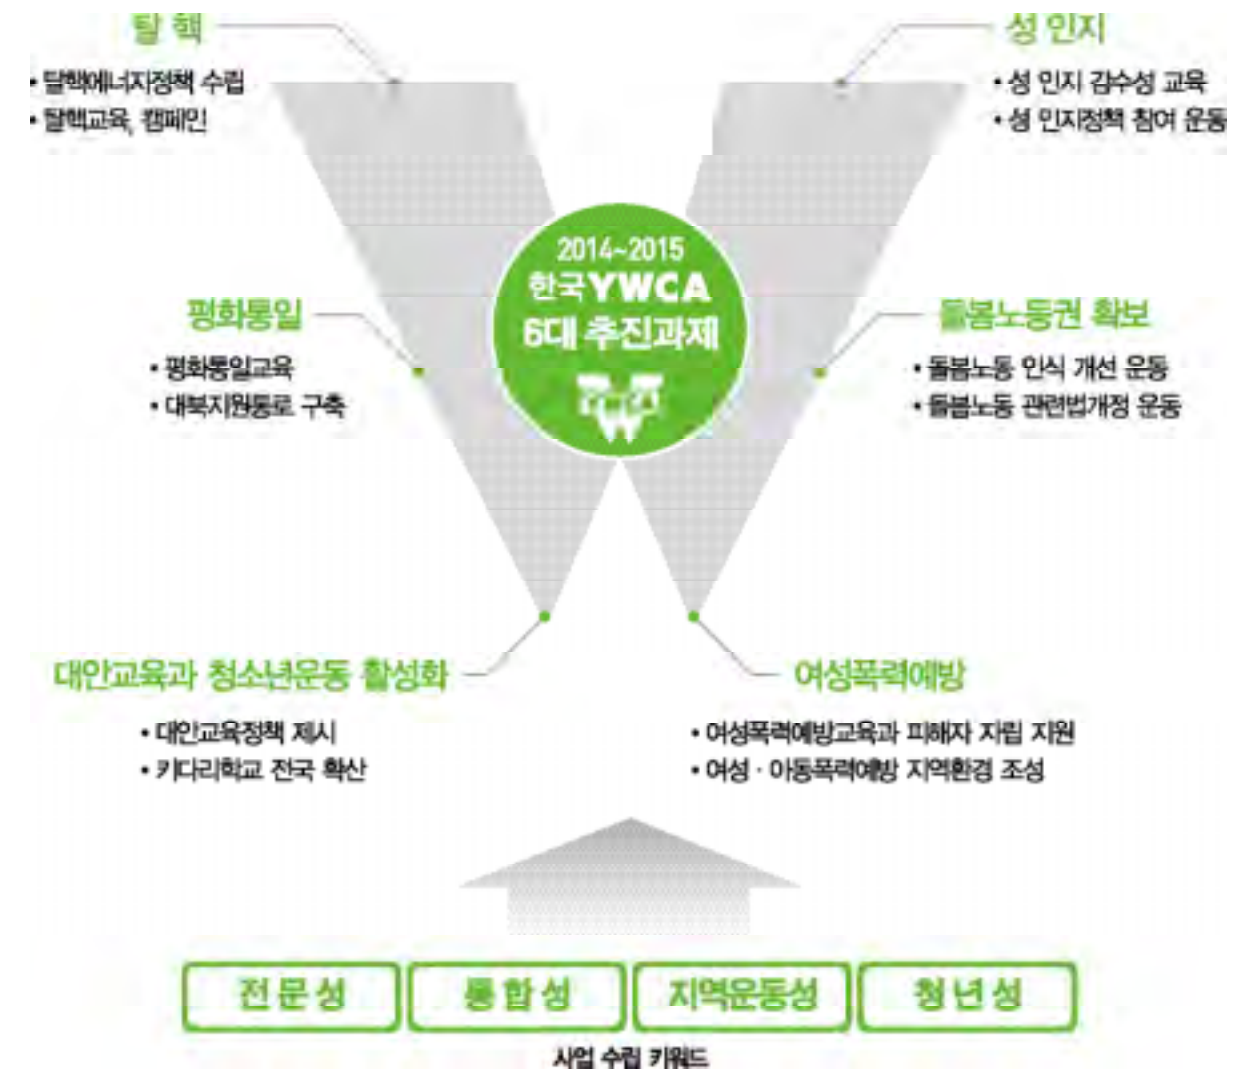 탈 핵
• 탈핵에너지정책 수립
• 탈핵교육, 캠페인
성 인지
• 성 인지 감수성 교육
• 성 인지정책 참여 운동
2014~2015
한국YWCA
6대 추진과제
평화통일
• 평화통일교육
• 대북지원통로 구축
돌봄노동권 확보
• 돌봄노동 인식 개선 운동
• 돌봄노동 관련법개정 운동
대안교육과 청소년운동 활성화
• 대안교육정책 제시
• 키다리학교 전국 확산
여성폭력예방
• 여성폭력예방교육과 피해자 자립 지원
• 여성 · 아동폭력예방 지역환경 조성
전문성
통합성
지역운동성
청년성
사업 수립 키워드